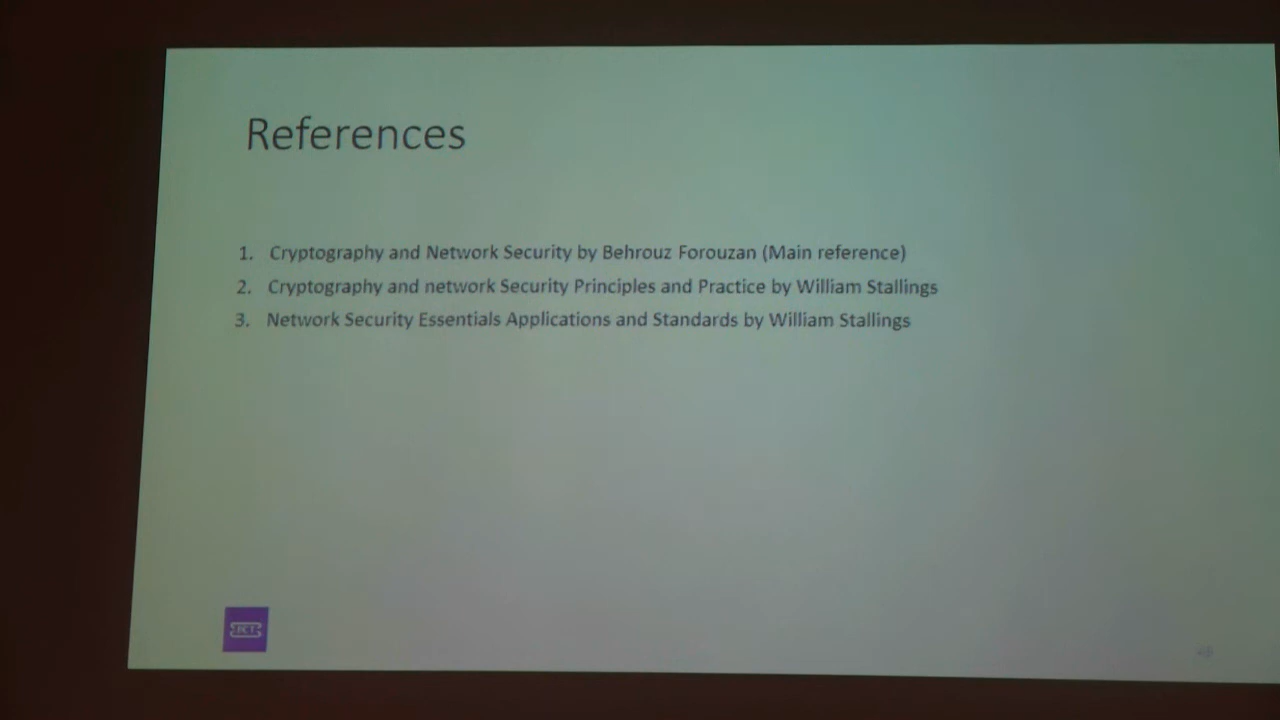 References
1. Cryptography and Network Security by Behrouz Forouzan (Main reference)
2. Cryptography and network Security Principles and Practice by William Stallings
3. Network Security Essentials Applications and Standards by William Stallings